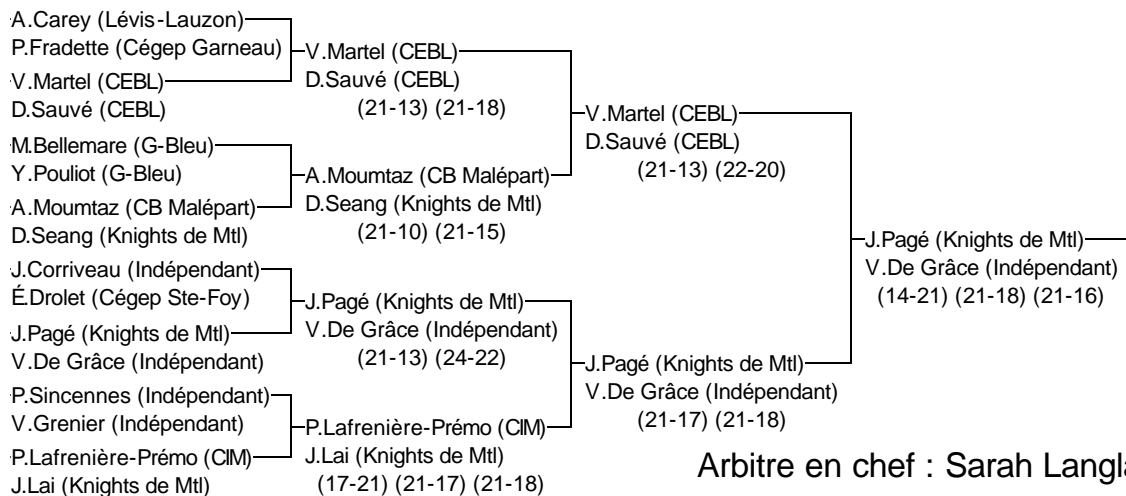 A.Carey (Lévis-Lauzon)
P.Fradette (Cégep Garneau)
V.Martel (CEBL)
D.Sauvé (CEBL)
M.Bellemare (G-Bleu)
Y.Pouliot (G-Bleu)
A.Moumtaz (CB Malépart)
D.Seang (Knights de Mtl)
J.Corriveau (Indépendant)
É.Drolet (Cégep Ste-Foy)
J.Pagé (Knights de Mtl)
V.De Grâce (Indépendant)
P.Sincennes (Indépendant)
V.Grenier (Indépendant)
P.Lafrenière-Prémo (CIM)
J.Lai (Knights de Mtl)
V.Martel (CEBL)
D.Sauvé (CEBL)
(21-13) (21-18)
A.Moumtaz (CB Malépart)
D.Seang (Knights de Mtl)
(21-10) (21-15)
J.Pagé (Knights de Mtl)
V.De Grâce (Indépendant)
(21-13) (24-22)
P.Lafrenière-Prémo (CIM)
J.Lai (Knights de Mtl)
(17-21) (21-17) (21-18)
V.Martel (CEBL)
D.Sauvé (CEBL)
(21-13) (22-20)
J.Pagé (Knights de Mtl)
V.De Grâce (Indépendant)
(21-17) (21-18)
J.Pagé (Knights de Mtl)
V.De Grâce (Indépendant)
(14-21) (21-18) (21-16)
Arbitre en chef : Sarah